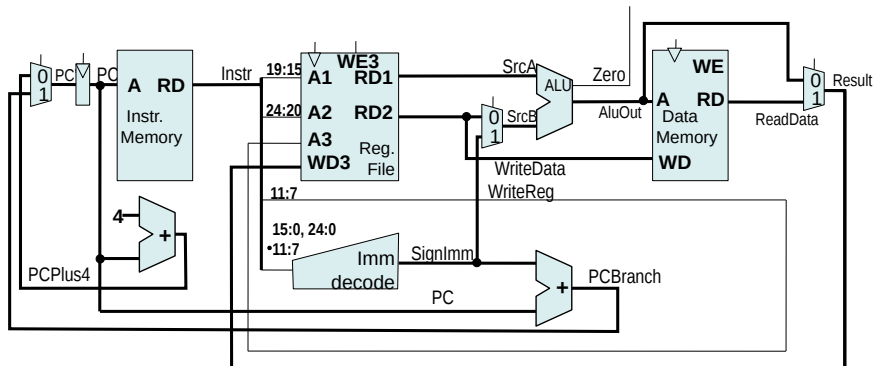 0
1
PC
PC
A RD
Instr.
Memory
Instr
19:15
24:20
WE3
A1 RD1
A2 RD2
A3
WD3
Reg.
File
SrcA
0
1
SrcB
ALU
Zero
AluOut
WE
A RD
Data
Memory
WD
0
1
Result
ReadData
WriteData
WriteReg
11:7
4
+
PCPlus4
15:0, 24:0
•11:7
Imm
decode
SignImm
+
PCBranch
PC